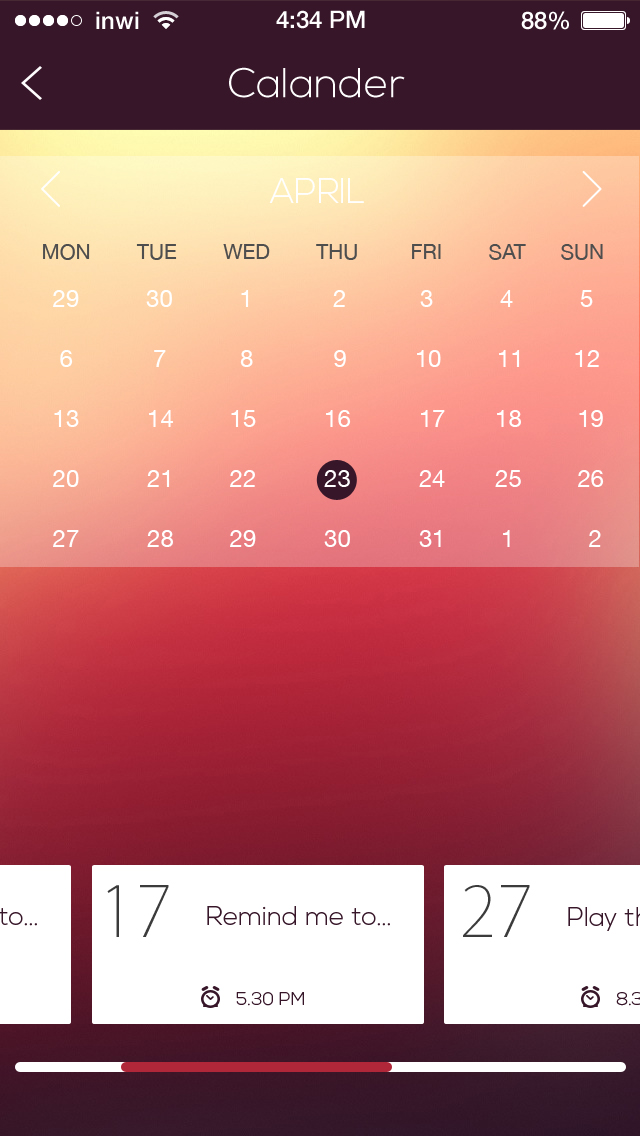 inwi 4:34 PM 88%
Calander
APRIL
MON TUE WED THU FRI SAT SUN
29 30 1 2 3 4 5
6 7 8 9 10 11 12
13 14 15 16 17 18 19
20 21 22 23 24 25 26
27 28 29 30 31 1 2
to... 17 Remind me to... 27 Play th
5.30 PM 8.3